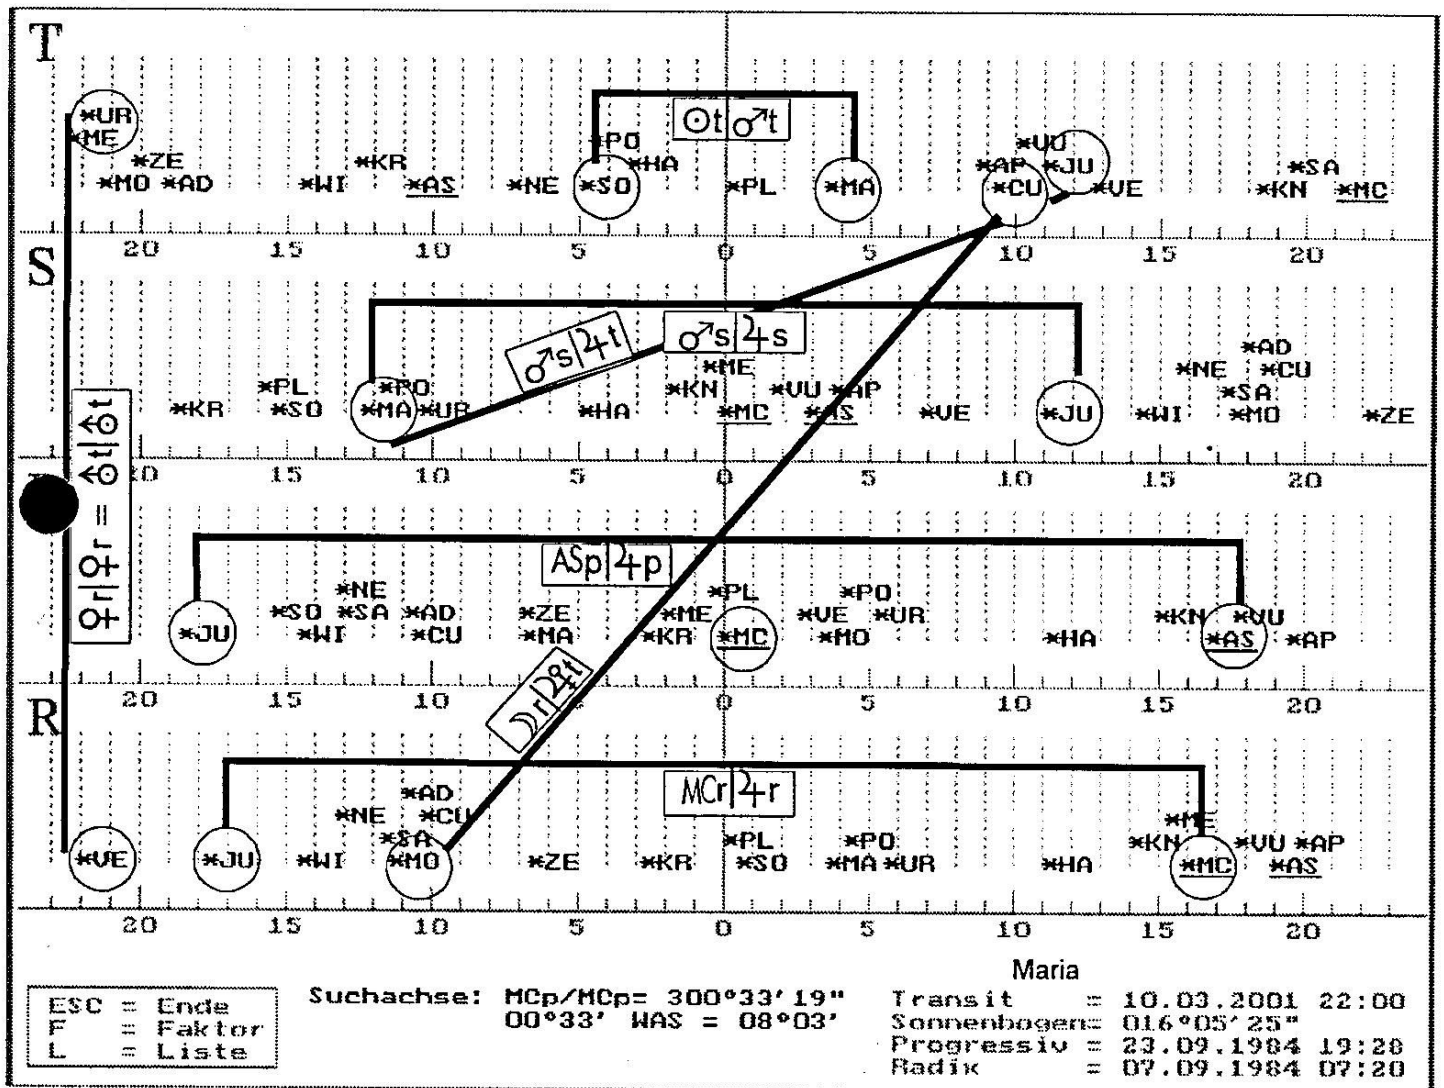 T
*UR
*ME
☉t|♂t
*PO
*VU
*ZE *KR *HA *AP *JU *SA
*MO *AD *WI *AS *NE *SO *PL *MA *CU *VE *KN *MC
20 15 10 5 0 5 10 15 20
S
♂s|♃t
♂s|♃s
*AD
*ME *NE *CU
*PL *PO *KN *VU *AP *SA
*KR *SO *MA *UR *HA *MC *AS *VE *JU *WI *MO *ZE
20 15 10 5 0 5 10 15 20
ASp|♃p
*NE *PL *PO
*SO *SA *AD *ZE *ME *VE *UR *KN *VU
*JU *WI *CU *MA *KR *MC *MO *HA *AS *AP
20 15 10 5 0 5 10 15 20
R
MCr|♃r
*AD
*NE *CU *ME
*SA *PL *PO *KN *VU *AP
*VE *JU *WI *MO *ZE *KR *SO *MA *UR *HA *MC *AS
20 15 10 5 0 5 10 15 20
Maria
ESC = Ende
F = Faktor
L = Liste
Suchachse: MCp/MCp= 300°33'19"
00°33' WAS = 08°03'
Transit = 10.03.2001 22:00
Sonnenbogen= 016°05'25"
Progressiv = 23.09.1984 19:28
Radix = 07.09.1984 07:20